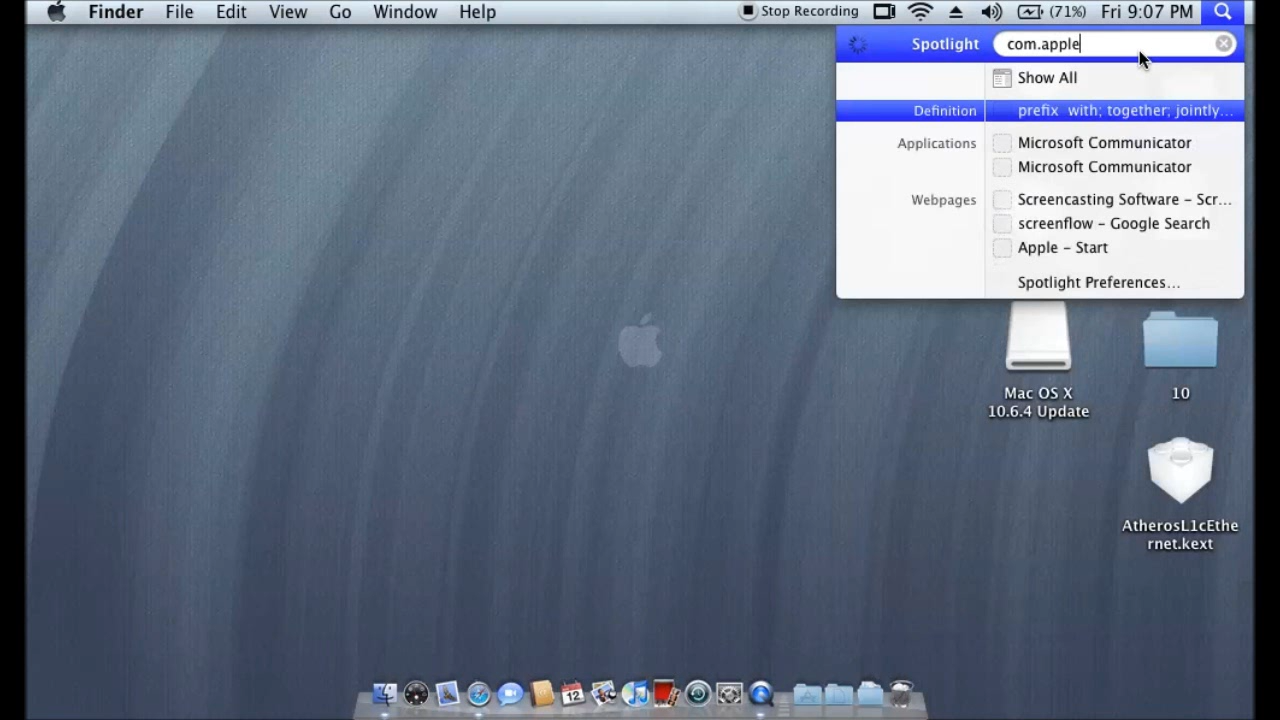 Finder File Edit View Go Window Help Stop Recording (71%) Fri 9:07 PM
Spotlight com.apple
Show All
Definition prefix with; together; jointly...
Applications Microsoft Communicator
Microsoft Communicator
Webpages Screencasting Software – Scr...
screenflow – Google Search
Apple – Start
Spotlight Preferences...
Mac OS X
10.6.4 Update
10
AtherosL1cEthe
rnet.kext
12